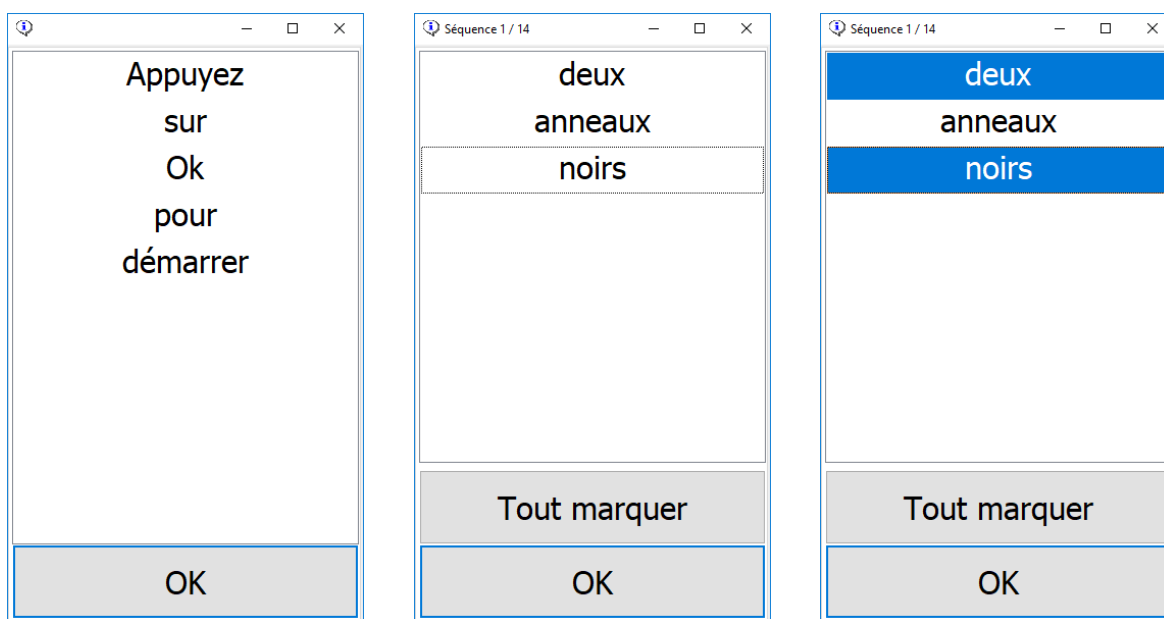 Appuyez
sur
Ok
pour
démarrer
OK
Séquence 1 / 14
deux
anneaux
noirs
Tout marquer
OK
Séquence 1 / 14
deux
anneaux
noirs
Tout marquer
OK